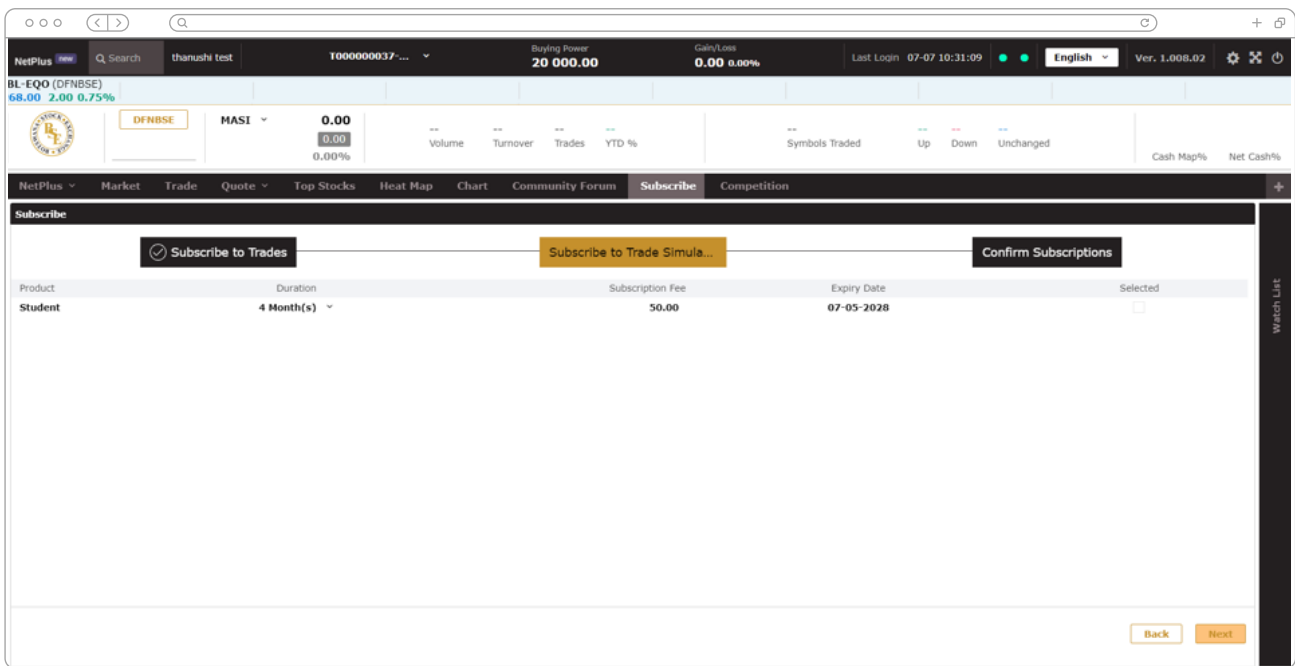 NetPlus new Search thanushi test T000000037-... Buying Power Gain/Loss Last Login 07-07 10:31:09 English Ver. 1.008.02
20 000.00 0.00 0.00%
BL-EQO (DFNBSE)
68.00 2.00 0.75%
DFNBSE MASI 0.00
0.00
0.00%
-- -- -- -- -- -- -- --
Volume Turnover Trades YTD % Symbols Traded Up Down Unchanged
Cash Map% Net Cash%
NetPlus Market Trade Quote Top Stocks Heat Map Chart Community Forum Subscribe Competition +
Subscribe
Subscribe to Trades Subscribe to Trade Simula... Confirm Subscriptions
Product Duration Subscription Fee Expiry Date Selected
Student 4 Month(s) 50.00 07-05-2028
Watch List
Back Next